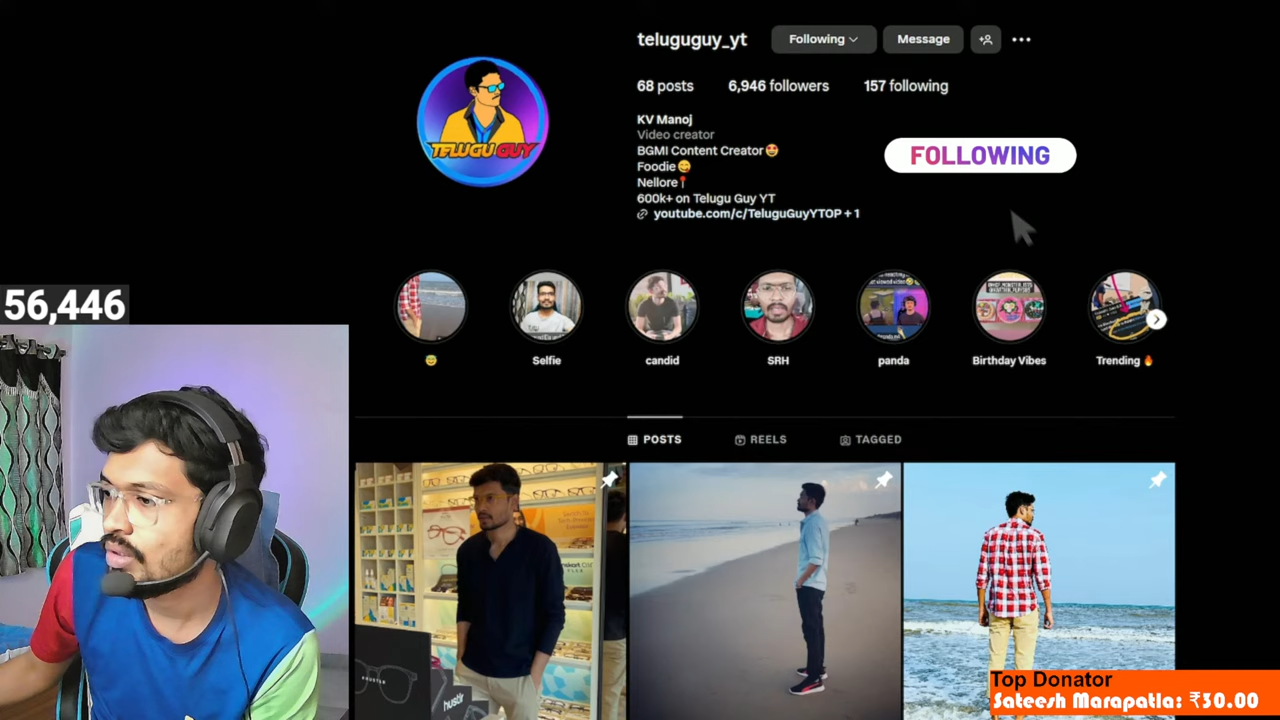 teluguguy_yt
Following
Message
68 posts
6,946 followers
157 following
KV Manoj
Video creator
BGMI Content Creator😍
Foodie😋
Nellore📍
600k+ on Telugu Guy YT
youtube.com/c/TeluguGuyYTOP + 1
TELUGU GUY
FOLLOWING
56,446
😇
Selfie
candid
SRH
panda
Birthday Vibes
Trending 🔥
POSTS
REELS
TAGGED
hustlr
Top Donator
Sateesh Marapatla: ₹30.00